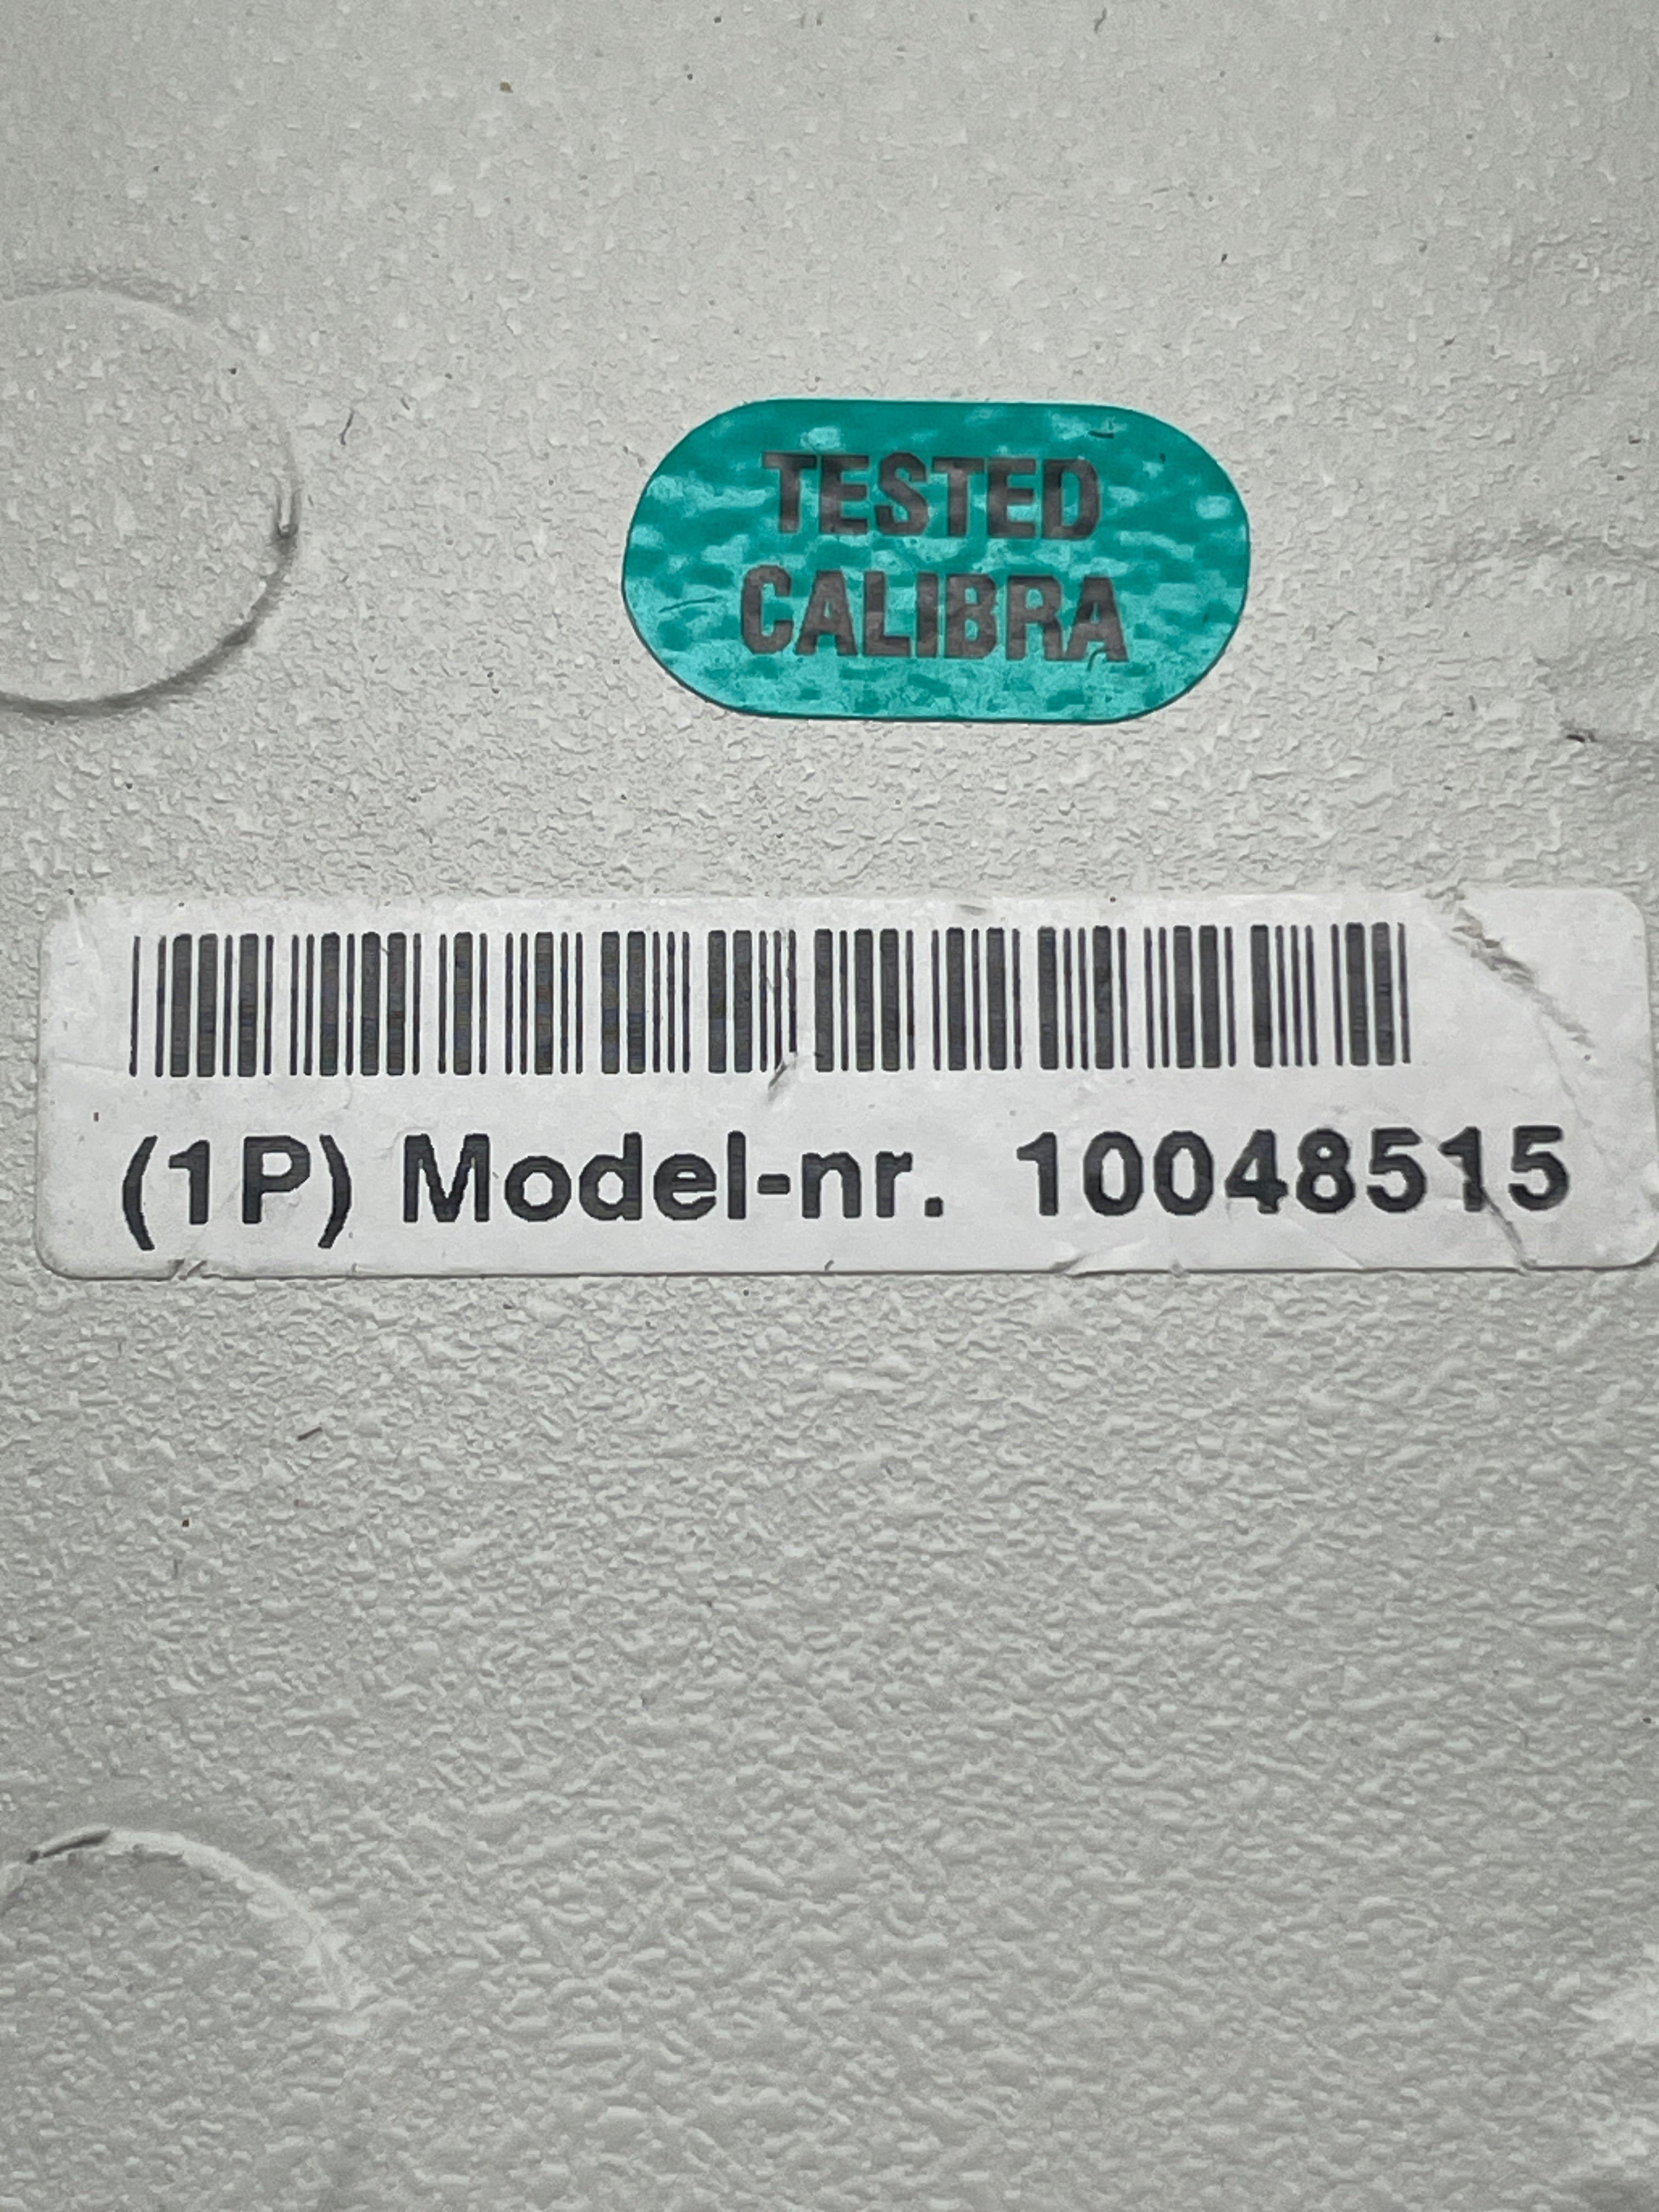 TESTED
CALIBRA
(1P) Model-nr. 10048515